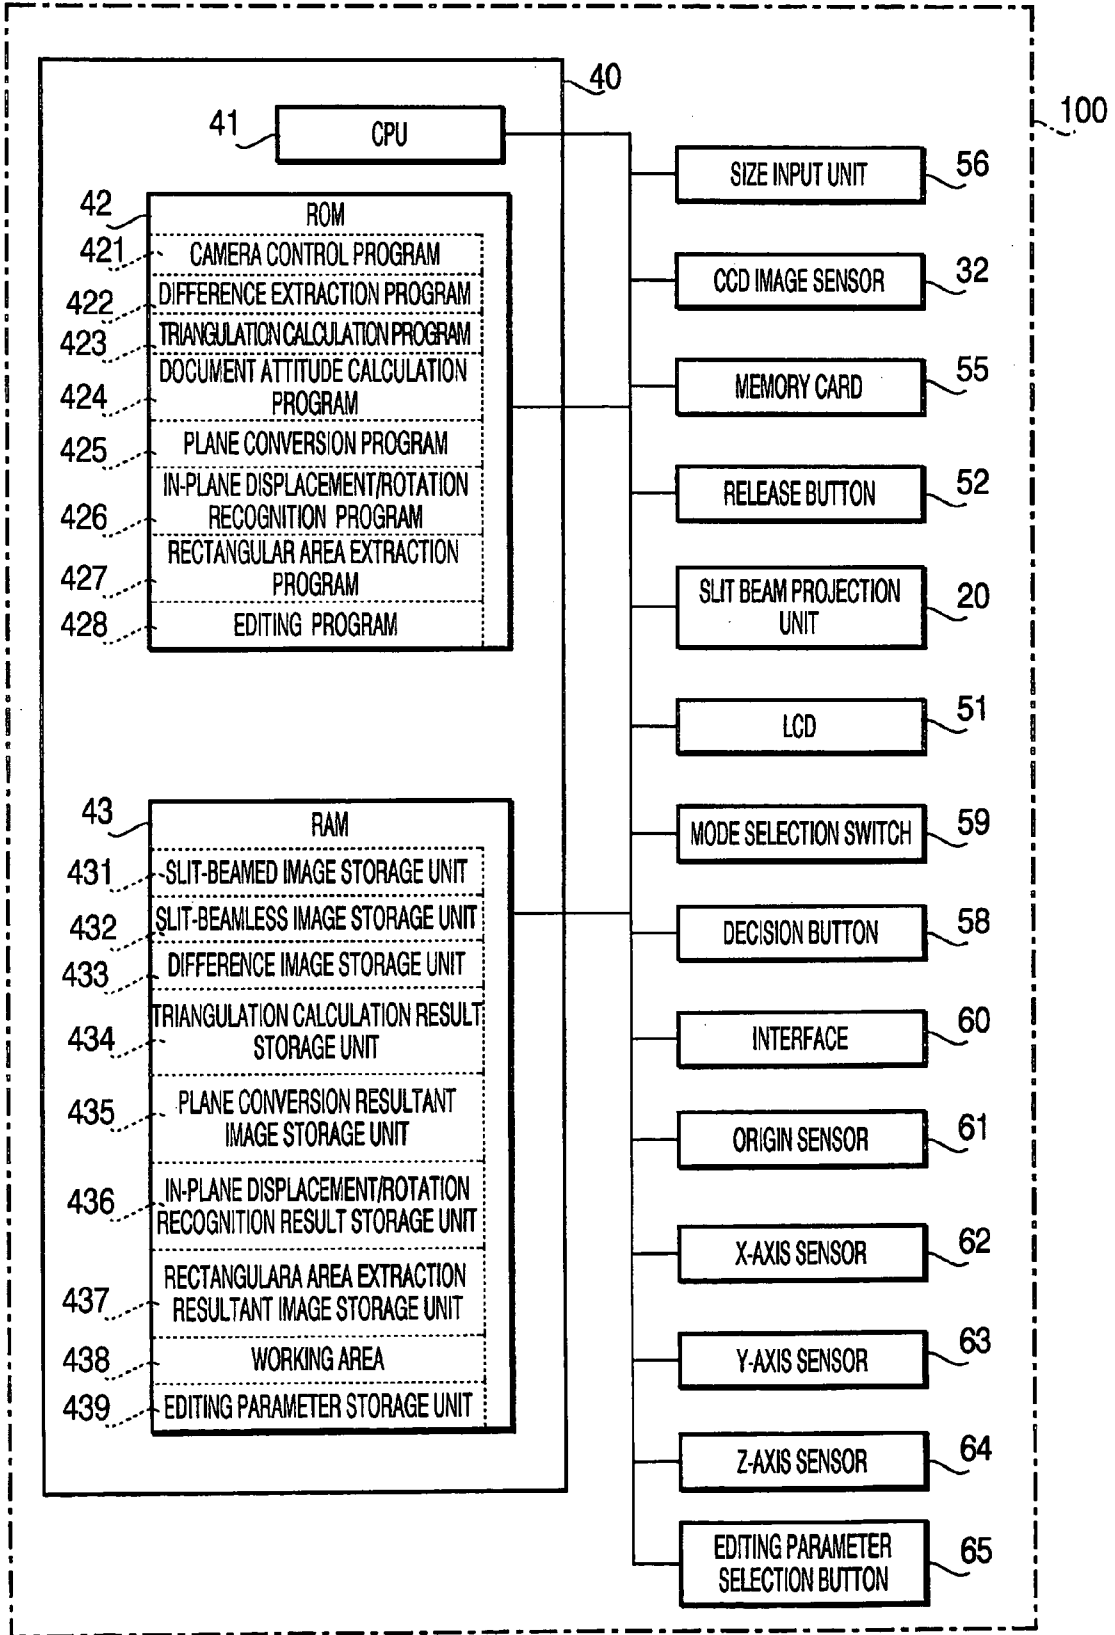 40
100
41
CPU
56
SIZE INPUT UNIT
42
ROM
421
CAMERA CONTROL PROGRAM
422
DIFFERENCE EXTRACTION PROGRAM
423
TRIANGULATION CALCULATION PROGRAM
424
DOCUMENT ATTITUDE CALCULATION
PROGRAM
425
PLANE CONVERSION PROGRAM
426
IN-PLANE DISPLACEMENT/ROTATION
RECOGNITION PROGRAM
427
RECTANGULAR AREA EXTRACTION
PROGRAM
428
EDITING PROGRAM
CCD IMAGE SENSOR
32
MEMORY CARD
55
RELEASE BUTTON
52
SLIT BEAM PROJECTION
UNIT
20
LCD
51
43
RAM
431
SLIT-BEAMED IMAGE STORAGE UNIT
432
SLIT-BEAMLESS IMAGE STORAGE UNIT
433
DIFFERENCE IMAGE STORAGE UNIT
434
TRIANGULATION CALCULATION RESULT
STORAGE UNIT
435
PLANE CONVERSION RESULTANT
IMAGE STORAGE UNIT
436
IN-PLANE DISPLACEMENT/ROTATION
RECOGNITION RESULT STORAGE UNIT
437
RECTANGULARA AREA EXTRACTION
RESULTANT IMAGE STORAGE UNIT
438
WORKING AREA
439
EDITING PARAMETER STORAGE UNIT
MODE SELECTION SWITCH
59
DECISION BUTTON
58
INTERFACE
60
ORIGIN SENSOR
61
X-AXIS SENSOR
62
Y-AXIS SENSOR
63
Z-AXIS SENSOR
64
EDITING PARAMETER
SELECTION BUTTON
65